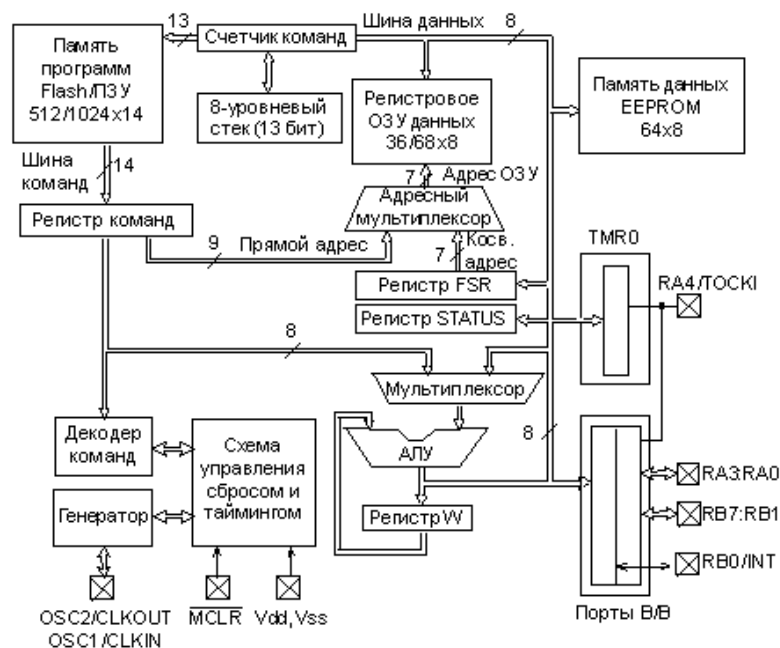 13
Счетчик команд
Шина данных
8
Память
программ
Flash/ПЗУ
512/1024x14
8-уровневый
стек (13 бит)
Регистровое
ОЗУ данных
36/68x8
Память данных
EEPROM
64x8
Шина
команд
14
7
Адрес ОЗУ
Адресный
мультиплексор
Регистр команд
9
Прямой адрес
7
Косв.
адрес
TMR0
RA4/TOCKI
Регистр FSR
Регистр STATUS
8
Мультиплексор
Декодер
команд
Схема
управления
сбросом и
таймингом
АЛУ
8
Генератор
Регистр W
RA3:RA0
RB7:RB1
RB0/INT
OSC2/CLKOUT
OSC1/CLKIN
MCLR
Vdd,Vss
Порты В/В